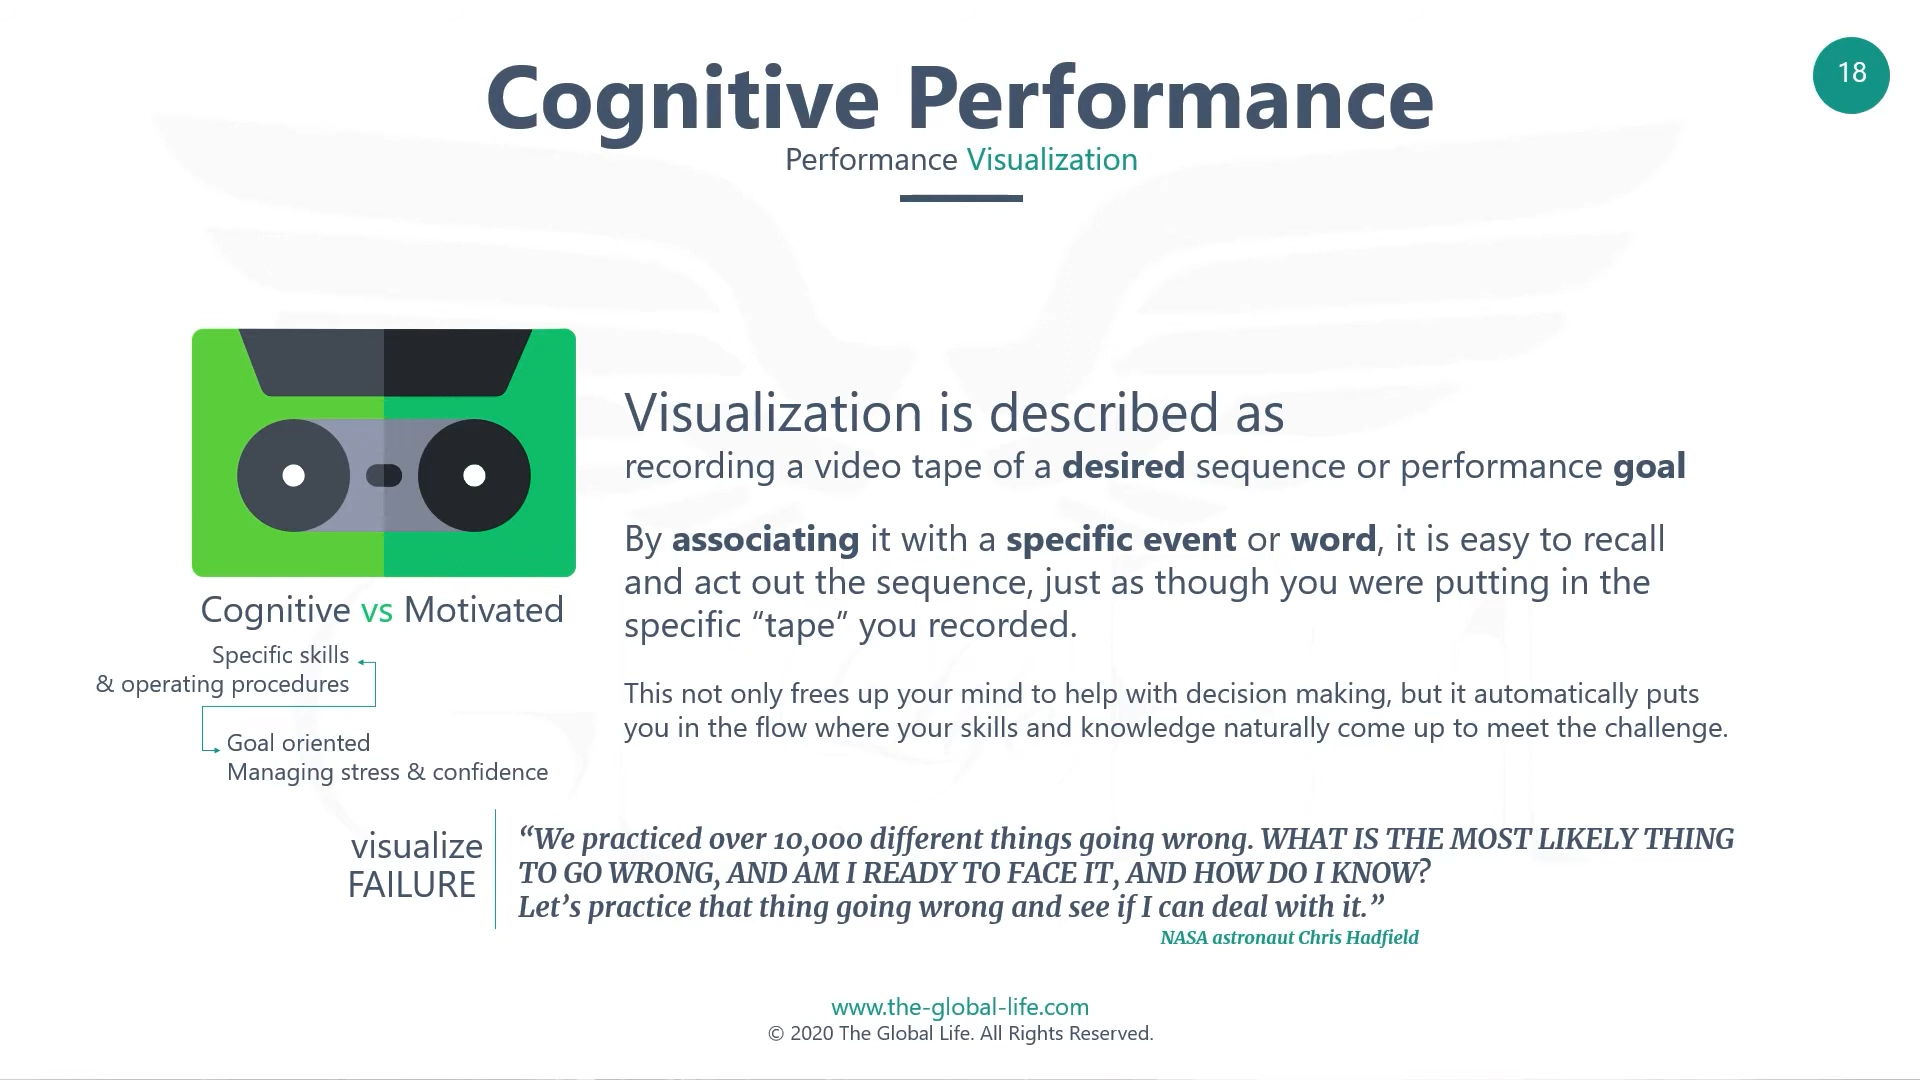 18
Cognitive Performance
Performance Visualization
Visualization is described as
recording a video tape of a desired sequence or performance goal
By associating it with a specific event or word, it is easy to recall
and act out the sequence, just as though you were putting in the
specific “tape” you recorded.
This not only frees up your mind to help with decision making, but it automatically puts
you in the flow where your skills and knowledge naturally come up to meet the challenge.
Cognitive vs Motivated
Specific skills
& operating procedures
Goal oriented
Managing stress & confidence
visualize
FAILURE
“We practiced over 10,000 different things going wrong. WHAT IS THE MOST LIKELY THING
TO GO WRONG, AND AM I READY TO FACE IT, AND HOW DO I KNOW?
Let’s practice that thing going wrong and see if I can deal with it.”
NASA astronaut Chris Hadfield
www.the-global-life.com
© 2020 The Global Life. All Rights Reserved.